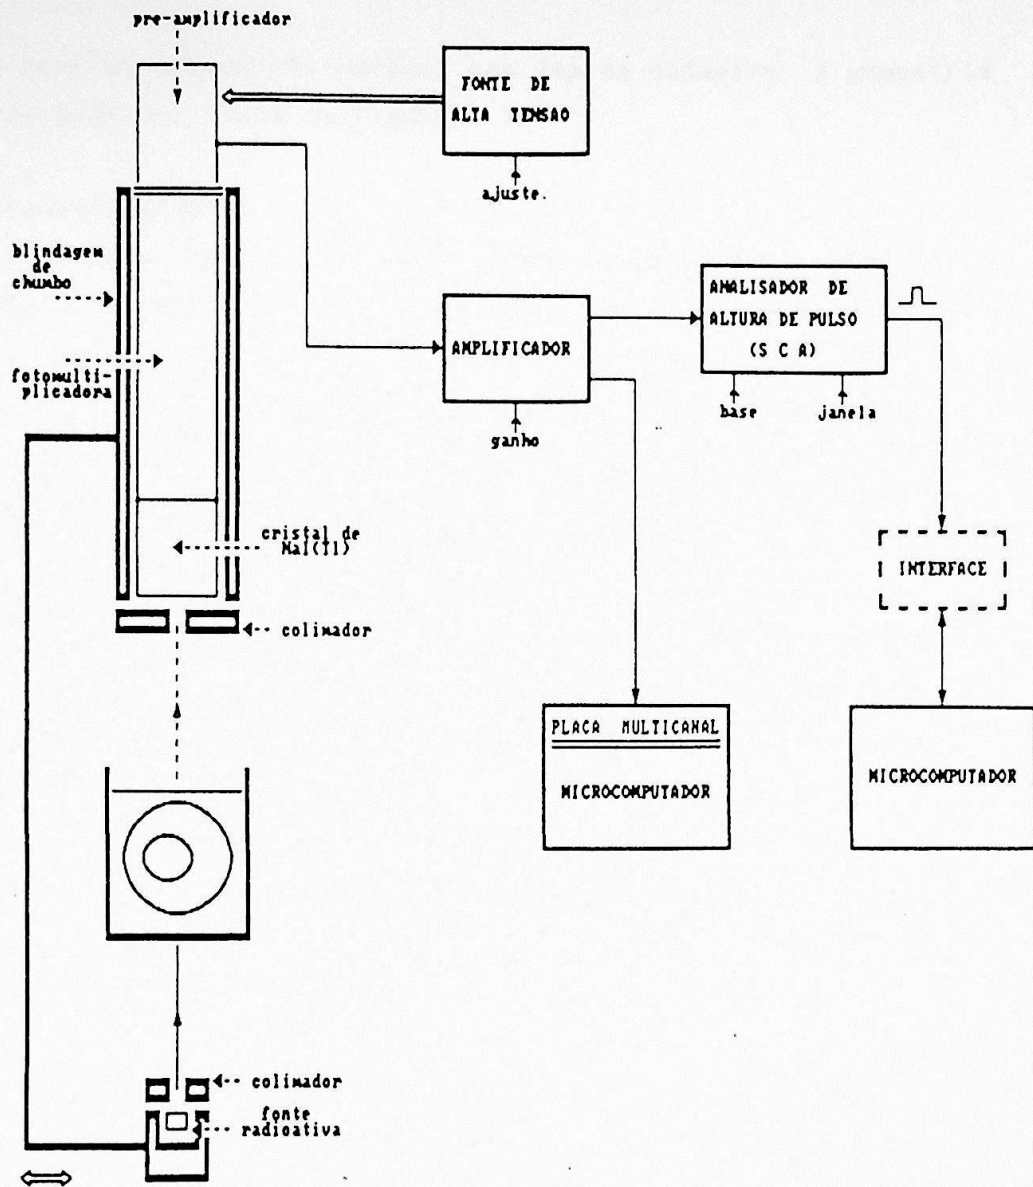 pre-amplificador
FONTE DE
ALTA TENSAO
ajuste.
blindagem
de
chumbo
fotomulti-
plicadora
AMPLIFICADOR
ganho
ANALISADOR DE
ALTURA DE PULSO
(S C A)
base
janela
cristal de
NaI(Tl)
colimador
INTERFACE
PLACA MULTICANAL
MICROCOMPUTADOR
MICROCOMPUTADOR
colimador
fonte
radioativa